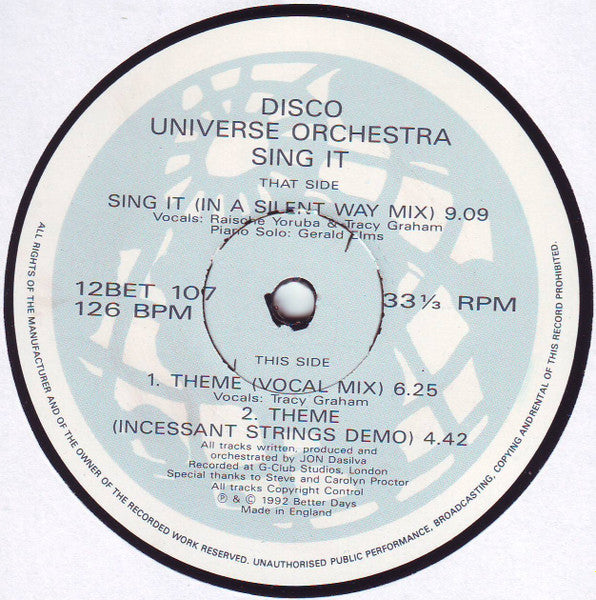 DISCO
UNIVERSE ORCHESTRA
SING IT
THAT SIDE
SING IT (IN A SILENT WAY MIX) 9.09
Vocals: Raische Yoruba & Tracy Graham
Piano Solo: Gerald Elms
12BET 107
126 BPM
33⅓ RPM
THIS SIDE
1. THEME (VOCAL MIX) 6.25
Vocals: Tracy Graham
2. THEME
(INCESSANT STRINGS DEMO) 4.42
All tracks written, produced and
orchestrated by JON Dasilva
Recorded at G-Club Studios, London
Special thanks to Steve and Carolyn Proctor
All tracks Copyright Control
℗ & © 1992 Better Days
Made in England
ALL RIGHTS OF THE MANUFACTURER AND OF THE OWNER OF THE RECORDED WORK RESERVED. UNAUTHORISED PUBLIC PERFORMANCE, BROADCASTING, COPYING ANDRENTAL OF THIS RECORD PROHIBITED.